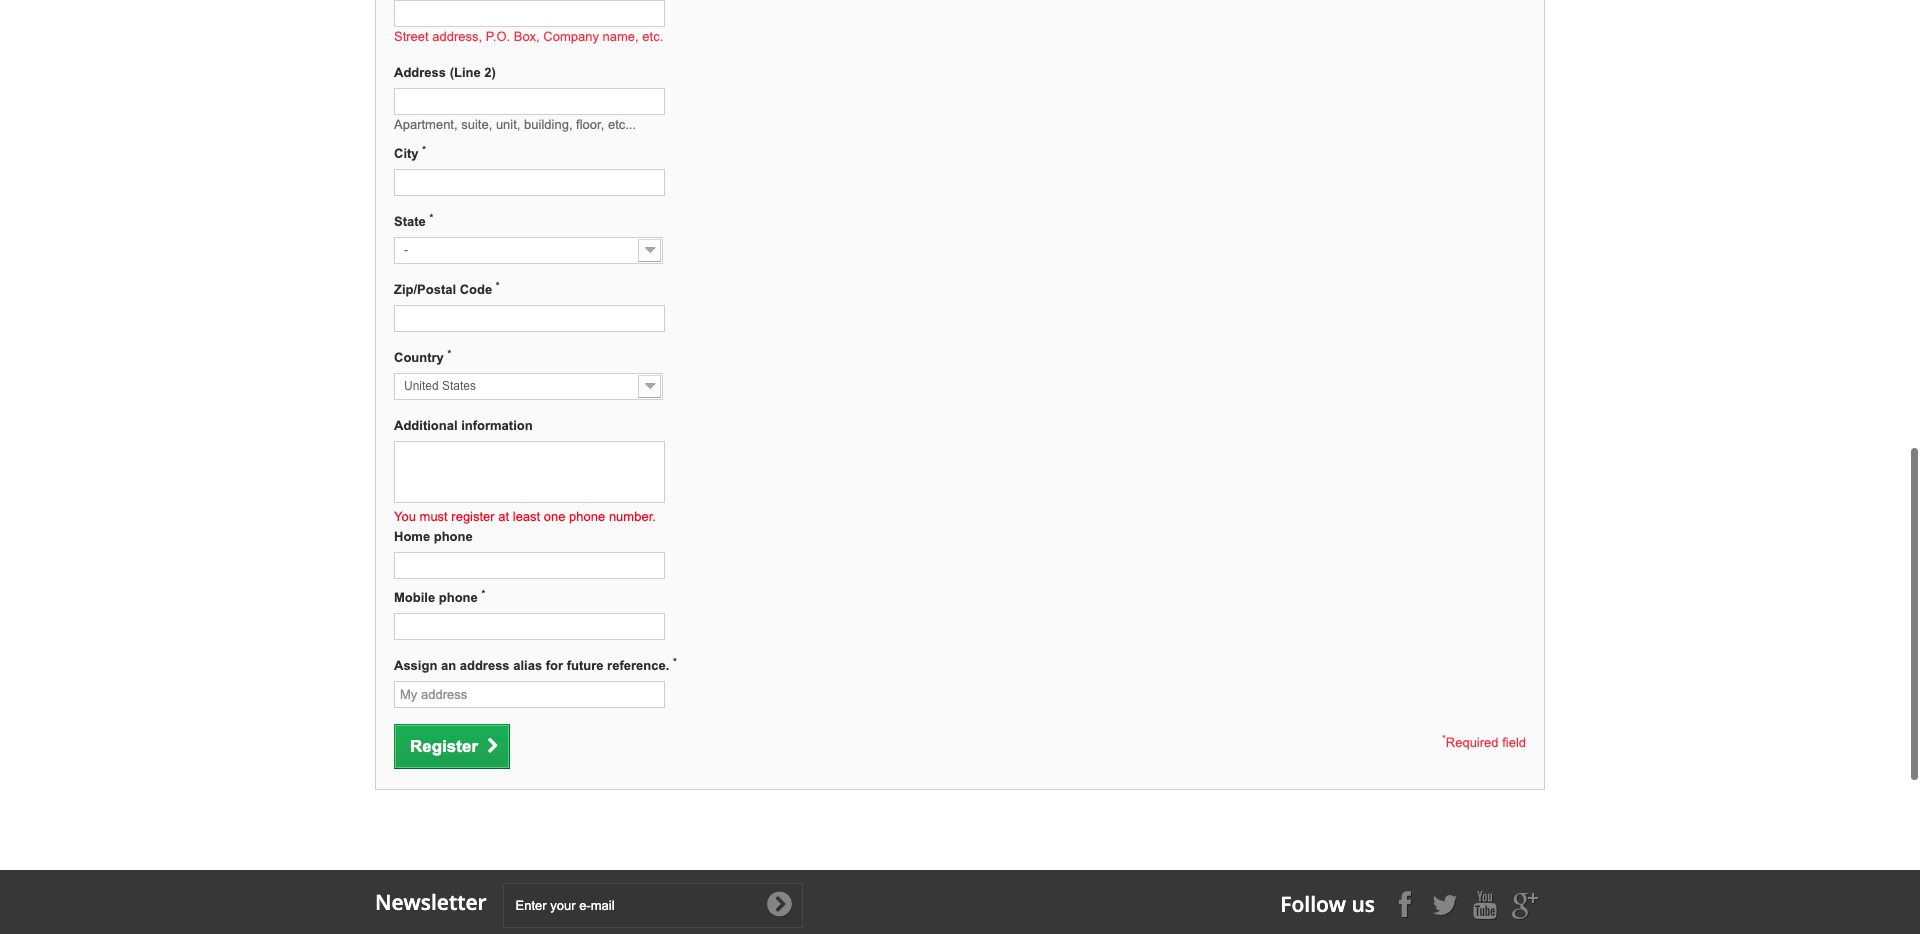 Street address, P.O. Box, Company name, etc.
Address (Line 2)
Apartment, suite, unit, building, floor, etc...
City *
State *
-
Zip/Postal Code *
Country *
United States
Additional information
You must register at least one phone number.
Home phone
Mobile phone *
Assign an address alias for future reference. *
My address
Register
*Required field
Newsletter
Enter your e-mail
Follow us
You
Tube
g+